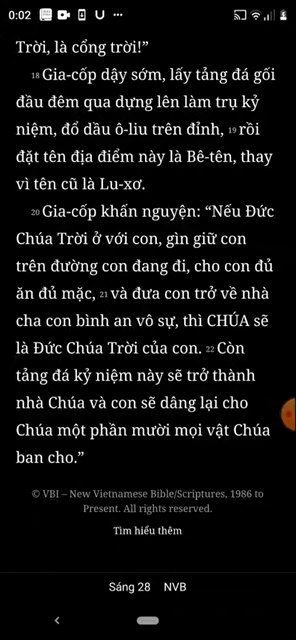 0:02
Trời, là cổng trời!”
18 Gia-cốp dậy sớm, lấy tảng đá gối
đầu đêm qua dựng lên làm trụ kỷ
niệm, đổ dầu ô-liu trên đỉnh, 19 rồi
đặt tên địa điểm này là Bê-tên, thay
vì tên cũ là Lu-xơ.
20 Gia-cốp khấn nguyện: “Nếu Đức
Chúa Trời ở với con, gìn giữ con
trên đường con đang đi, cho con đủ
ăn đủ mặc, 21 và đưa con trở về nhà
cha con bình an vô sự, thì CHÚA sẽ
là Đức Chúa Trời của con. 22 Còn
tảng đá kỷ niệm này sẽ trở thành
nhà Chúa và con sẽ dâng lại cho
Chúa một phần mười mọi vật Chúa
ban cho.”
© VBI – New Vietnamese Bible/Scriptures, 1986 to
Present. All rights reserved.
Tìm hiểu thêm
Sáng 28 NVB